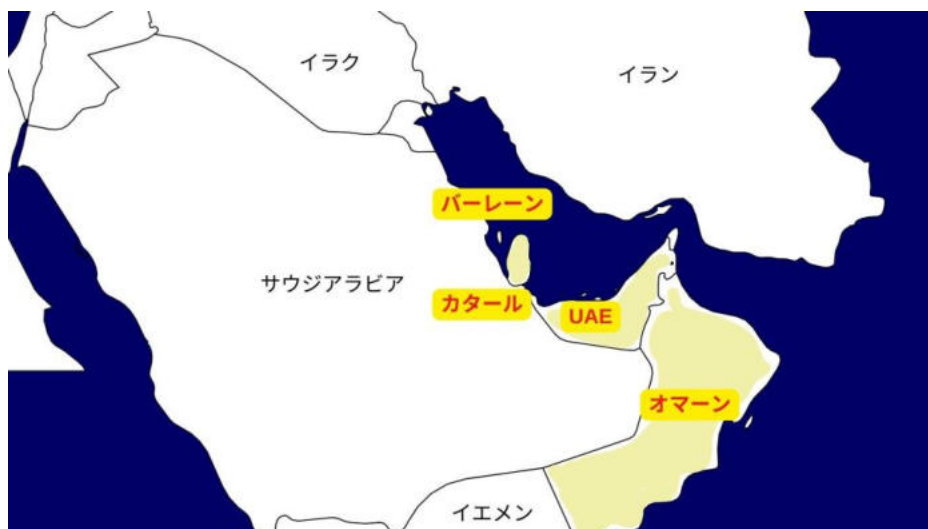 イラク
イラン
バーレーン
サウジアラビア
カタール
UAE
オマーン
イエメン